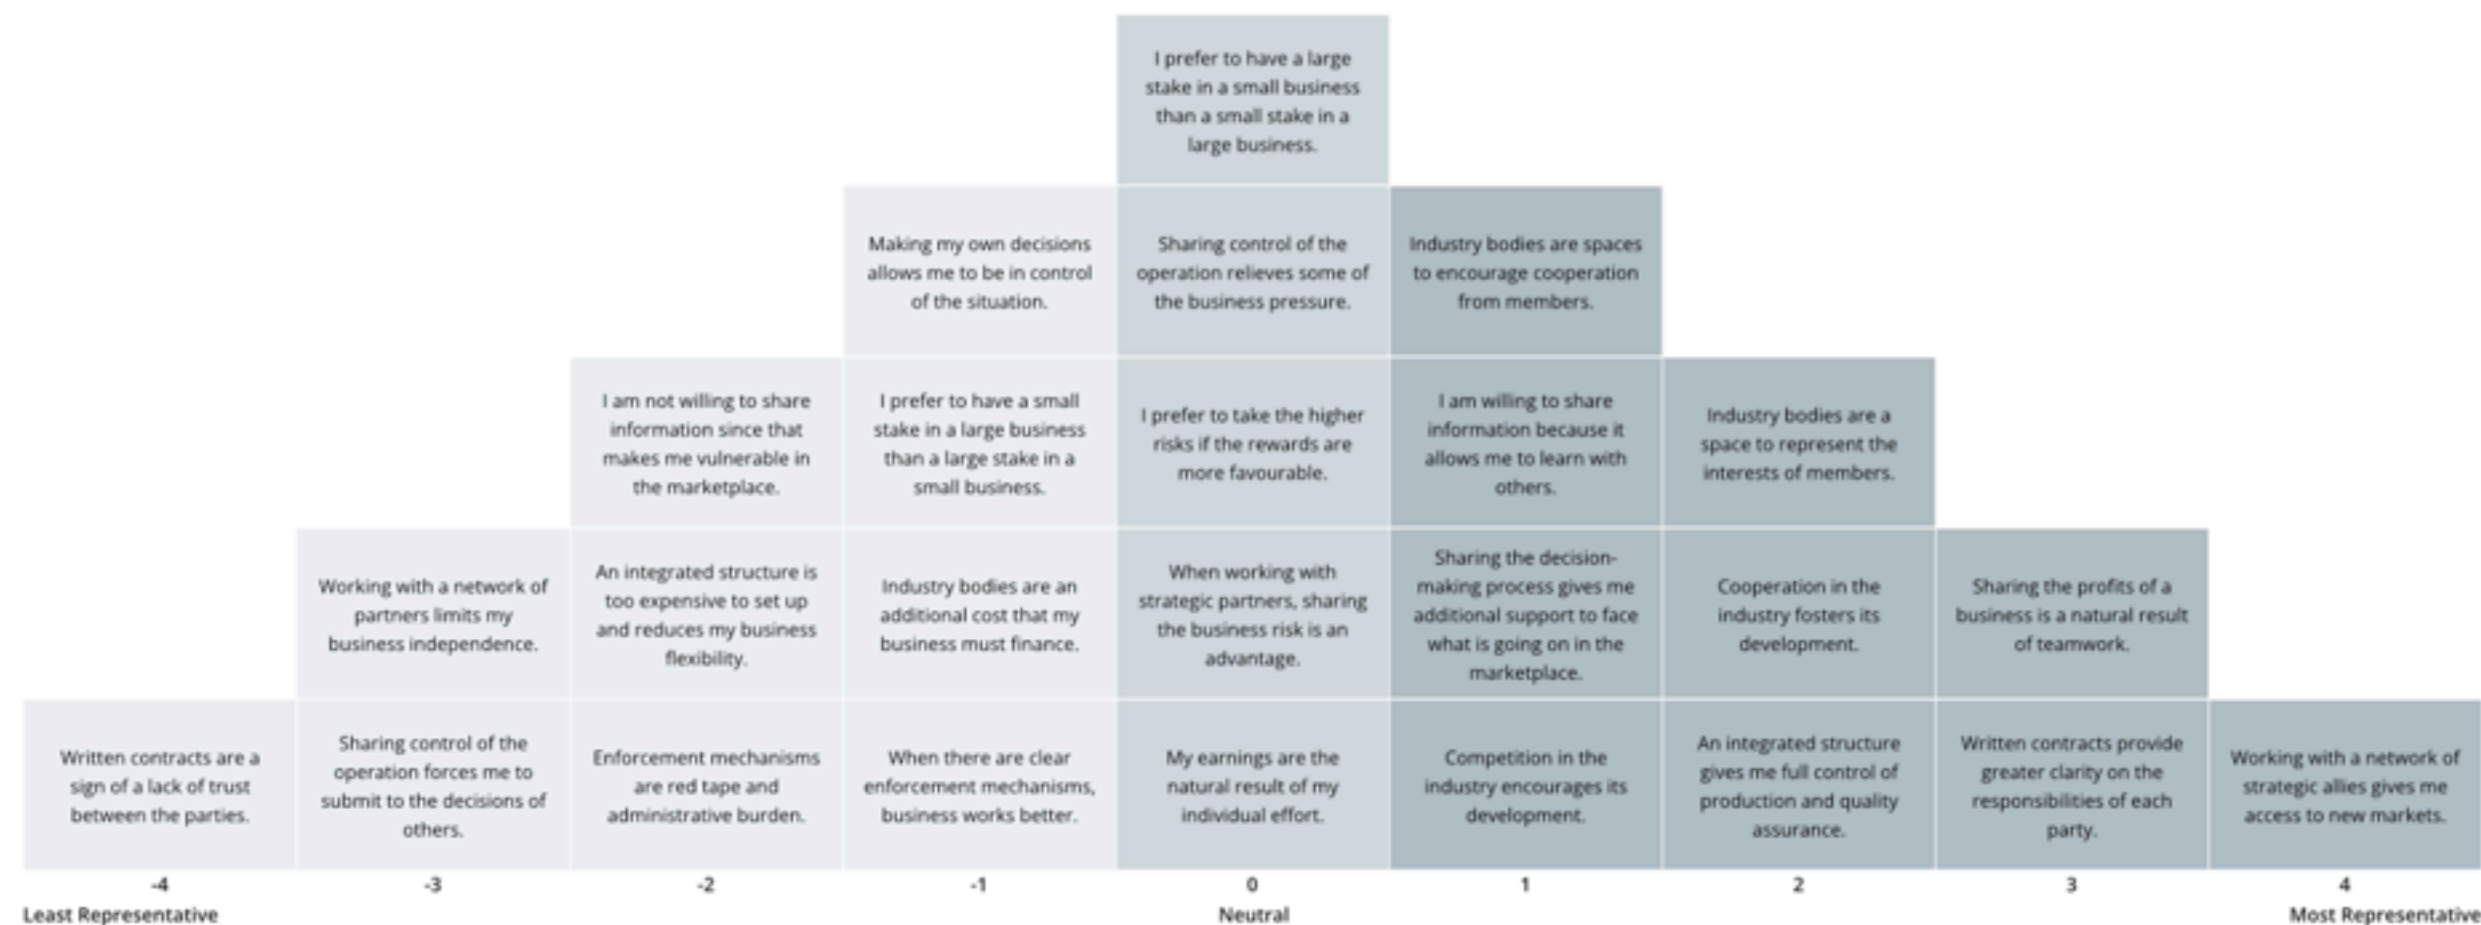 I prefer to have a large
stake in a small business
than a small stake in a
large business.
Making my own decisions
allows me to be in control
of the situation.
Sharing control of the
operation relieves some of
the business pressure.
Industry bodies are spaces
to encourage cooperation
from members.
I am not willing to share
information since that
makes me vulnerable in
the marketplace.
I prefer to have a small
stake in a large business
than a large stake in a
small business.
I prefer to take the higher
risks if the rewards are
more favourable.
I am willing to share
information because it
allows me to learn with
others.
Industry bodies are a
space to represent the
interests of members.
Working with a network of
partners limits my
business independence.
An integrated structure is
too expensive to set up
and reduces my business
flexibility.
Industry bodies are an
additional cost that my
business must finance.
When working with
strategic partners, sharing
the business risk is an
advantage.
Sharing the decision-
making process gives me
additional support to face
what is going on in the
marketplace.
Cooperation in the
industry fosters its
development.
Sharing the profits of a
business is a natural result
of teamwork.
Written contracts are a
sign of a lack of trust
between the parties.
Sharing control of the
operation forces me to
submit to the decisions of
others.
Enforcement mechanisms
are red tape and
administrative burden.
When there are clear
enforcement mechanisms,
business works better.
My earnings are the
natural result of my
individual effort.
Competition in the
industry encourages its
development.
An integrated structure
gives me full control of
production and quality
assurance.
Written contracts provide
greater clarity on the
responsibilities of each
party.
Working with a network of
strategic allies gives me
access to new markets.
-4 -3 -2 -1 0 1 2 3 4
Least Representative Neutral Most Representative